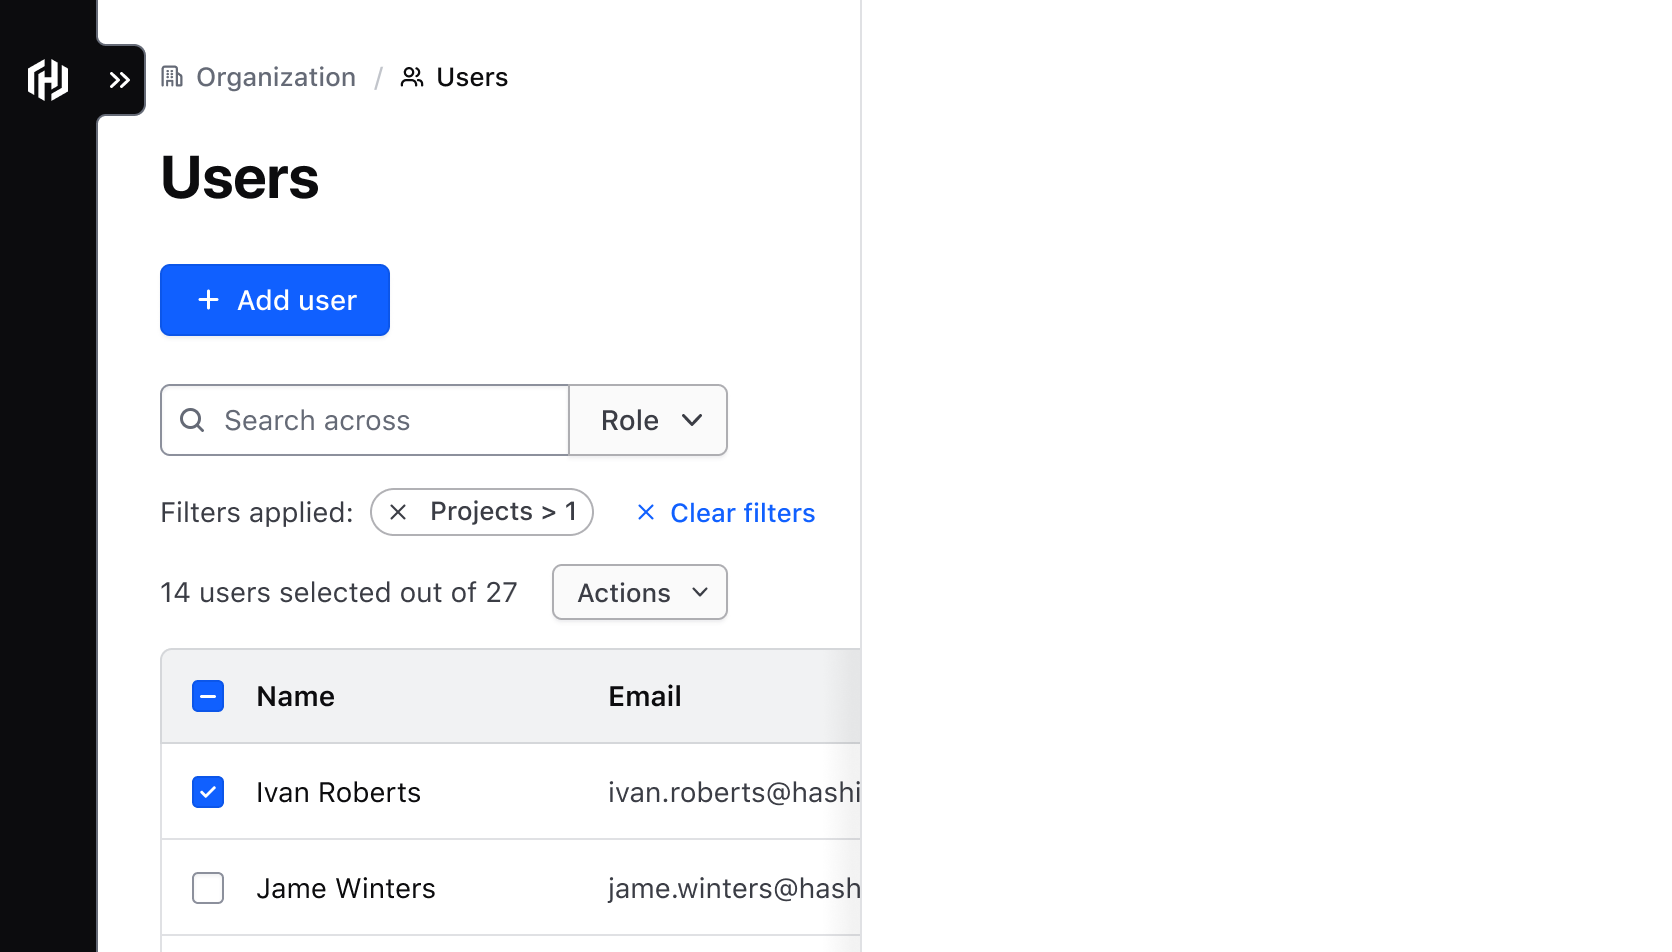 Organization / Users
Users
+ Add user
Search across
Role
Filters applied: Projects > 1 Clear filters
14 users selected out of 27 Actions
Name Email
Ivan Roberts ivan.roberts@hashi
Jame Winters jame.winters@hash